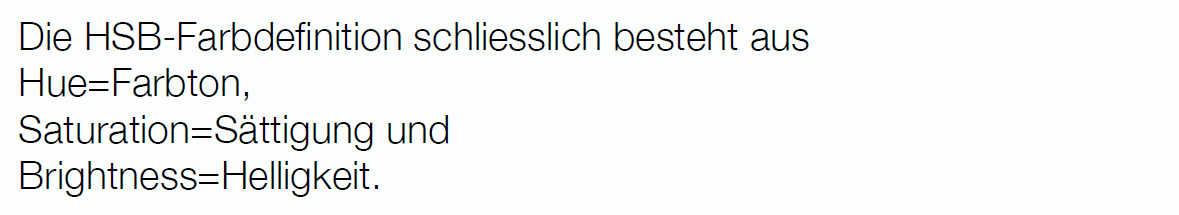 Die HSB-Farbdefinition schliesslich besteht aus
Hue=Farbton,
Saturation=Sättigung und
Brightness=Helligkeit.